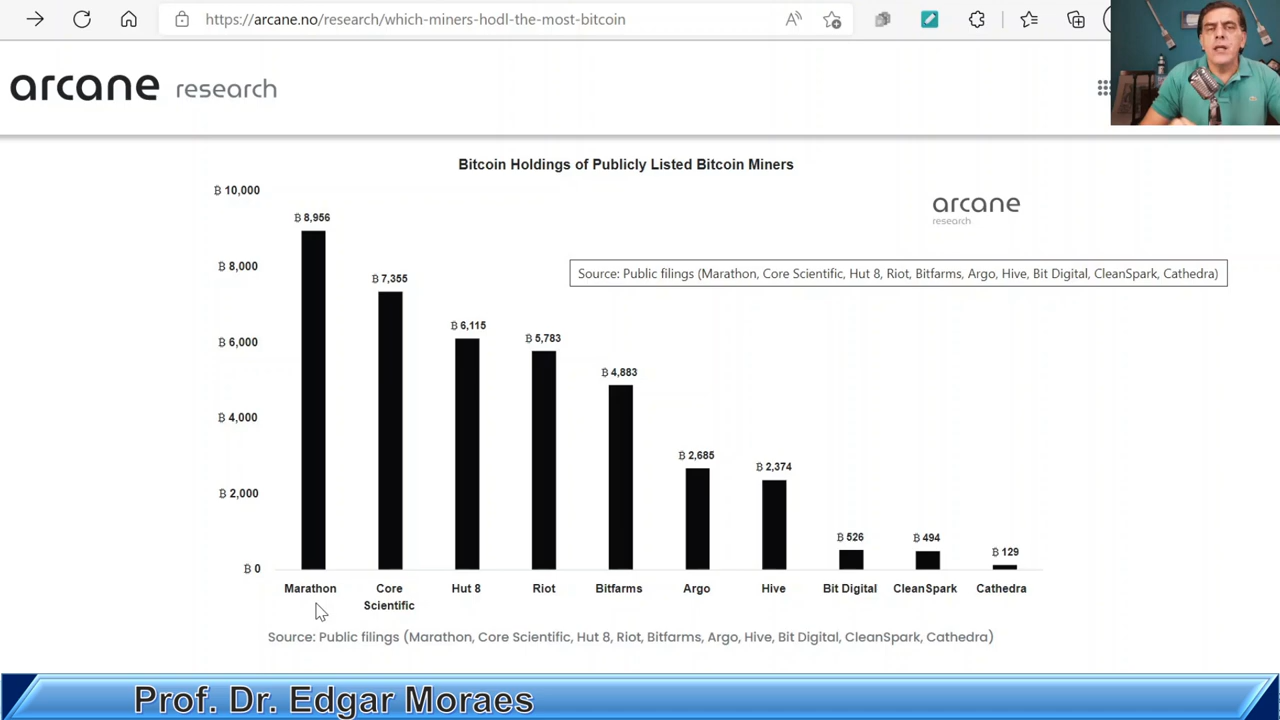 https://arcane.no/research/which-miners-hodl-the-most-bitcoin
arcane research
Bitcoin Holdings of Publicly Listed Bitcoin Miners
arcane
research
Source: Public filings (Marathon, Core Scientific, Hut 8, Riot, Bitfarms, Argo, Hive, Bit Digital, CleanSpark, Cathedra)
₿ 10,000
₿ 8,000
₿ 6,000
₿ 4,000
₿ 2,000
₿ 0
₿ 8,956
₿ 7,355
₿ 6,115
₿ 5,783
₿ 4,883
₿ 2,685
₿ 2,374
₿ 526
₿ 494
₿ 129
Marathon
Core
Scientific
Hut 8
Riot
Bitfarms
Argo
Hive
Bit Digital
CleanSpark
Cathedra
Source: Public filings (Marathon, Core Scientific, Hut 8, Riot, Bitfarms, Argo, Hive, Bit Digital, CleanSpark, Cathedra)
Prof. Dr. Edgar Moraes